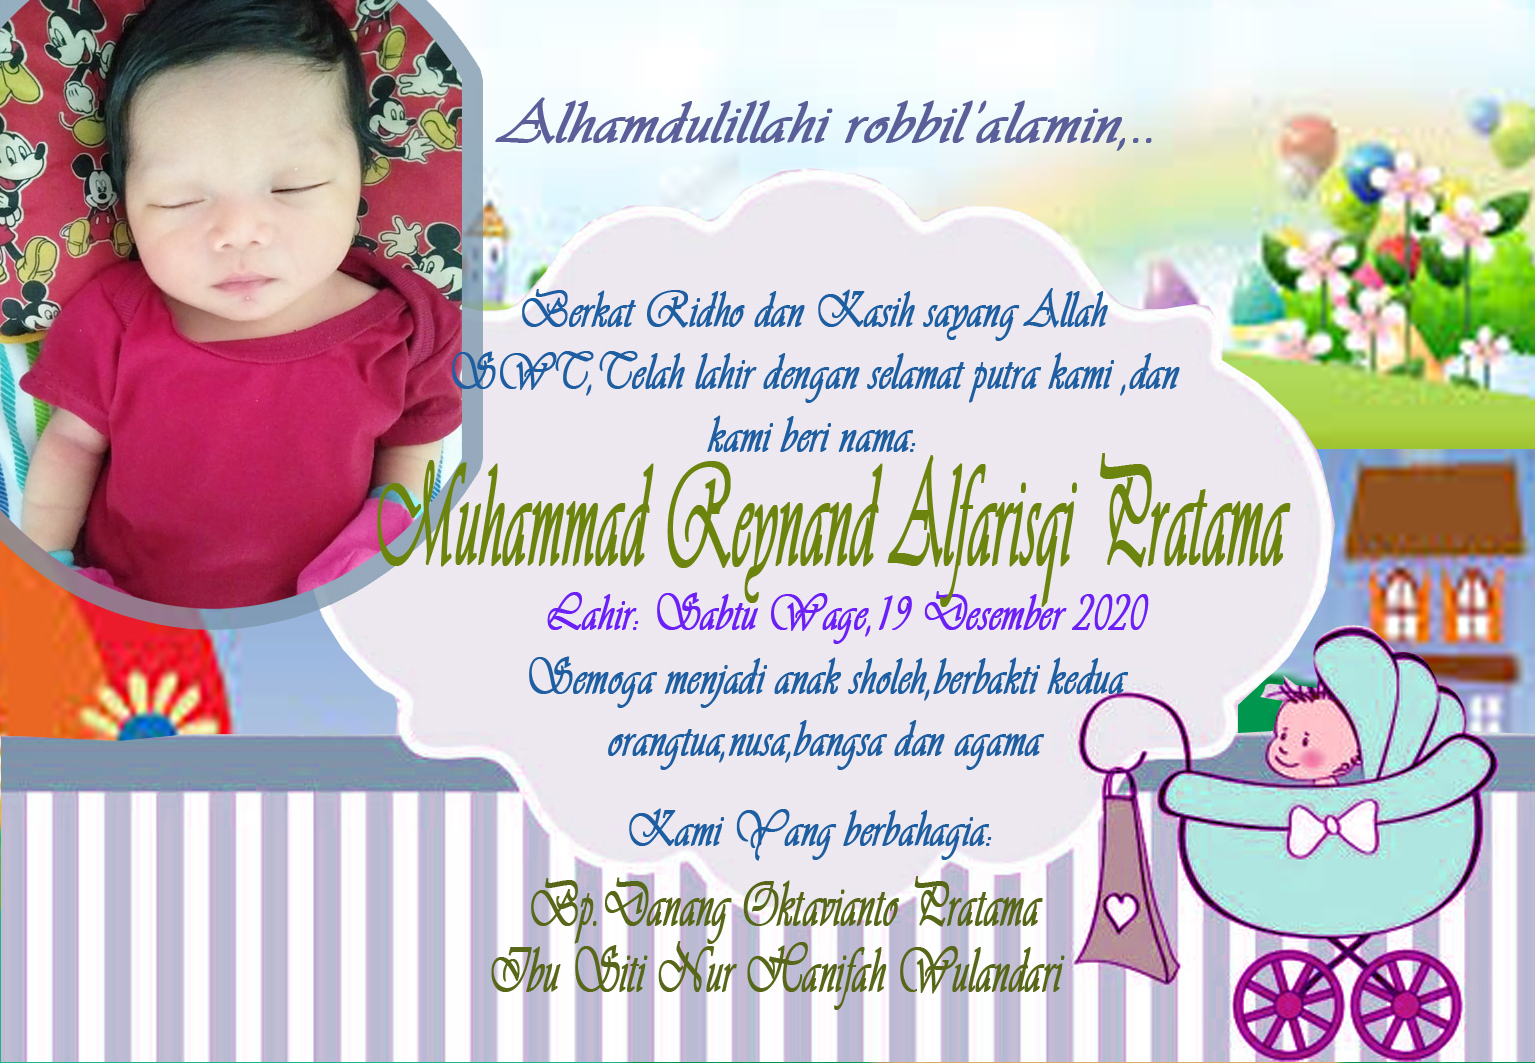 Alhamdulillahi robbil'alamin,..
Berkat Ridho dan Kasih sayang Allah
SWT,Telah lahir dengan selamat putra kami ,dan
kami beri nama:
Muhammad Reynand Alfarisqi Pratama
Lahir: Sabtu Wage,19 Desember 2020
Semoga menjadi anak sholeh,berbakti kedua
orangtua,nusa,bangsa dan agama
Kami Yang berbahagia:
Bp.Danang Oktavianto Pratama
Ibu Siti Nur Hanifah Wulandari